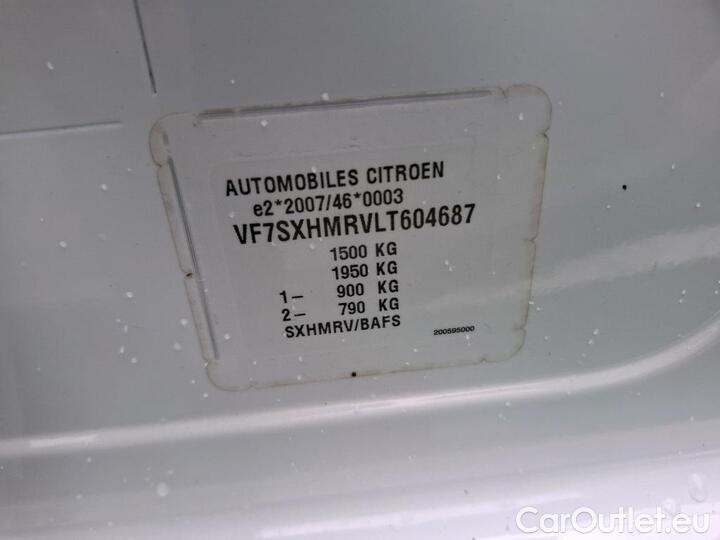 AUTOMOBILES CITROEN
e2*2007/46*0003
VF7SXHMRVLT604687
1500 KG
1950 KG
1– 900 KG
2– 790 KG
SXHMRV/BAFS
200595000
CarOutlet.eu